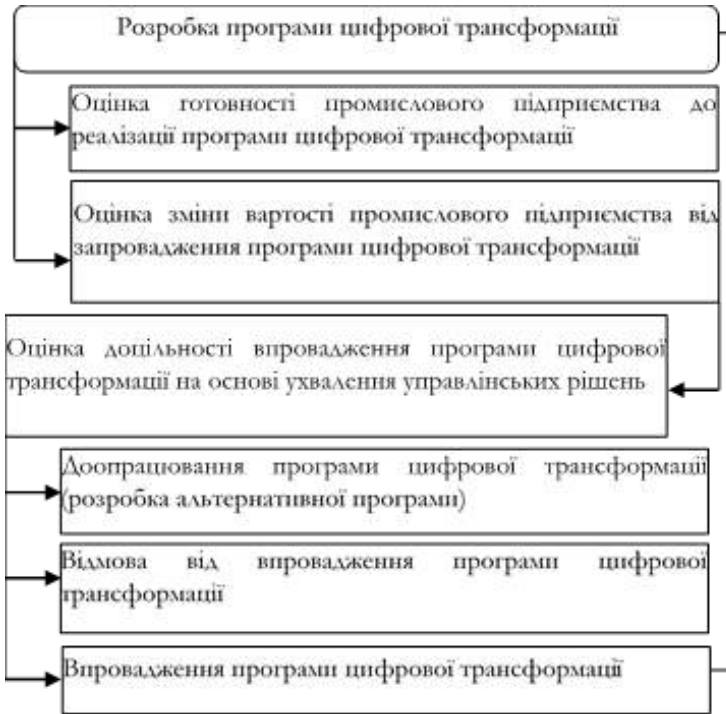 Розробка програми цифрової трансформації
Оцінка готовності промислового підприємства до
реалізації програми цифрової трансформації
Оцінка зміни вартості промислового підприємства від
запровадження програми цифрової трансформації
Оцінка доцільності впровадження програми цифрової
трансформації на основі ухвалення управлінських рішень
Доопрацювання програми цифрової трансформації
(розробка альтернативної програми)
Відмова від впровадження програми цифрової
трансформації
Впровадження програми цифрової трансформації